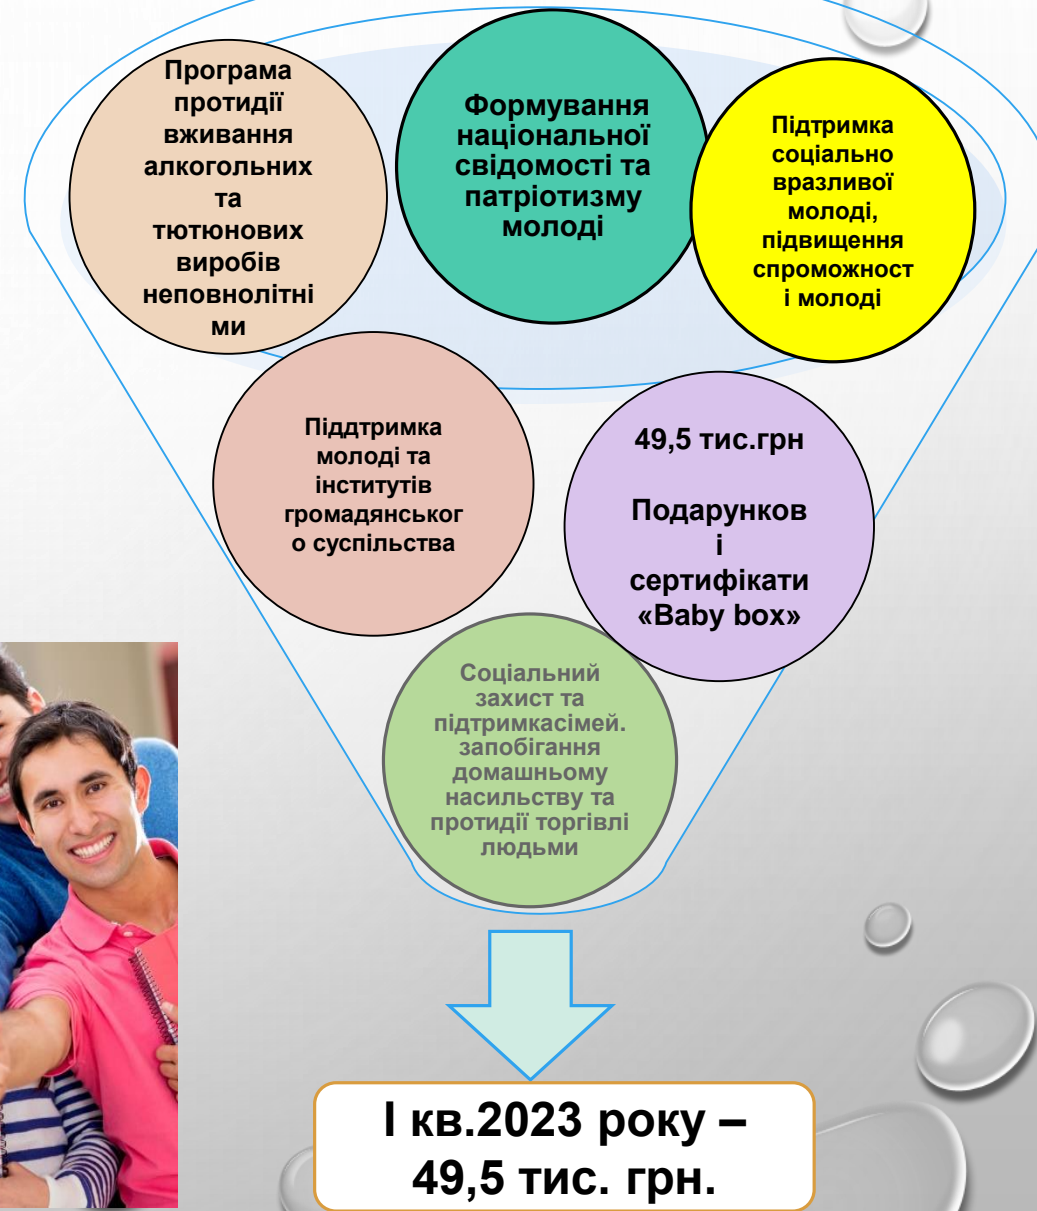 Програма
протидії
вживання
алкогольних
та
тютюнових
виробів
неповнолітні
ми
Формування
національної
свідомості та
патріотизму
молоді
Підтримка
соціально
вразливої
молоді,
підвищення
спроможност
і молоді
Піддтримка
молоді та
інститутів
громадянськог
о суспільства
49,5 тис.грн
Подарунков
і
сертифікати
«Baby box»
Соціальний
захист та
підтримкасімей.
запобігання
домашньому
насильству та
протидії торгівлі
людьми
І кв.2023 року –
49,5 тис. грн.